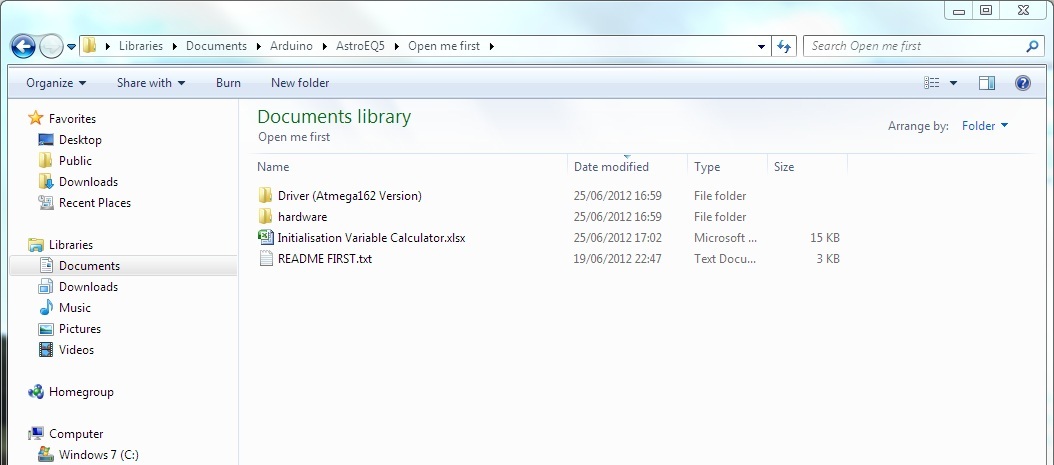 Libraries Documents Arduino AstroEQ5 Open me first
Search Open me first
Organize Share with Burn New folder
Favorites
Desktop
Public
Downloads
Recent Places
Libraries
Documents
Downloads
Music
Pictures
Videos
Homegroup
Computer
Windows 7 (C:)
Documents library
Open me first
Arrange by: Folder
Name Date modified Type Size
Driver (Atmega162 Version) 25/06/2012 16:59 File folder
hardware 25/06/2012 16:59 File folder
Initialisation Variable Calculator.xlsx 25/06/2012 17:02 Microsoft ... 15 KB
README FIRST.txt 19/06/2012 22:47 Text Docu... 3 KB